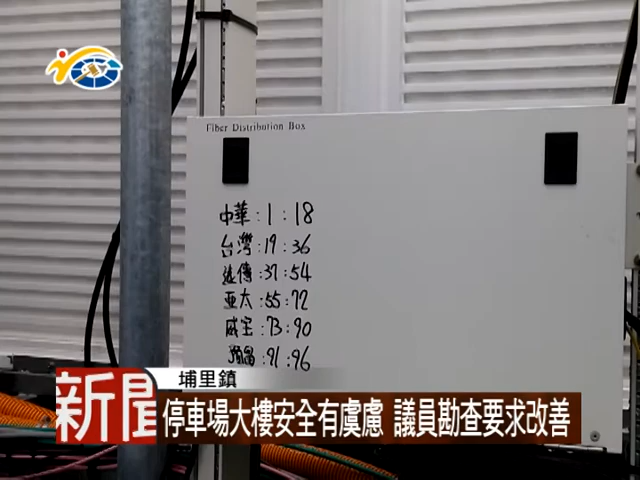 Fiber Distribution Box
中華:1:18
台灣:19:36
遠傳:37:54
亞太:55:72
威宝:73:90
預留:91:96
埔里鎮
新聞
停車場大樓安全有虞慮 議員勘查要求改善